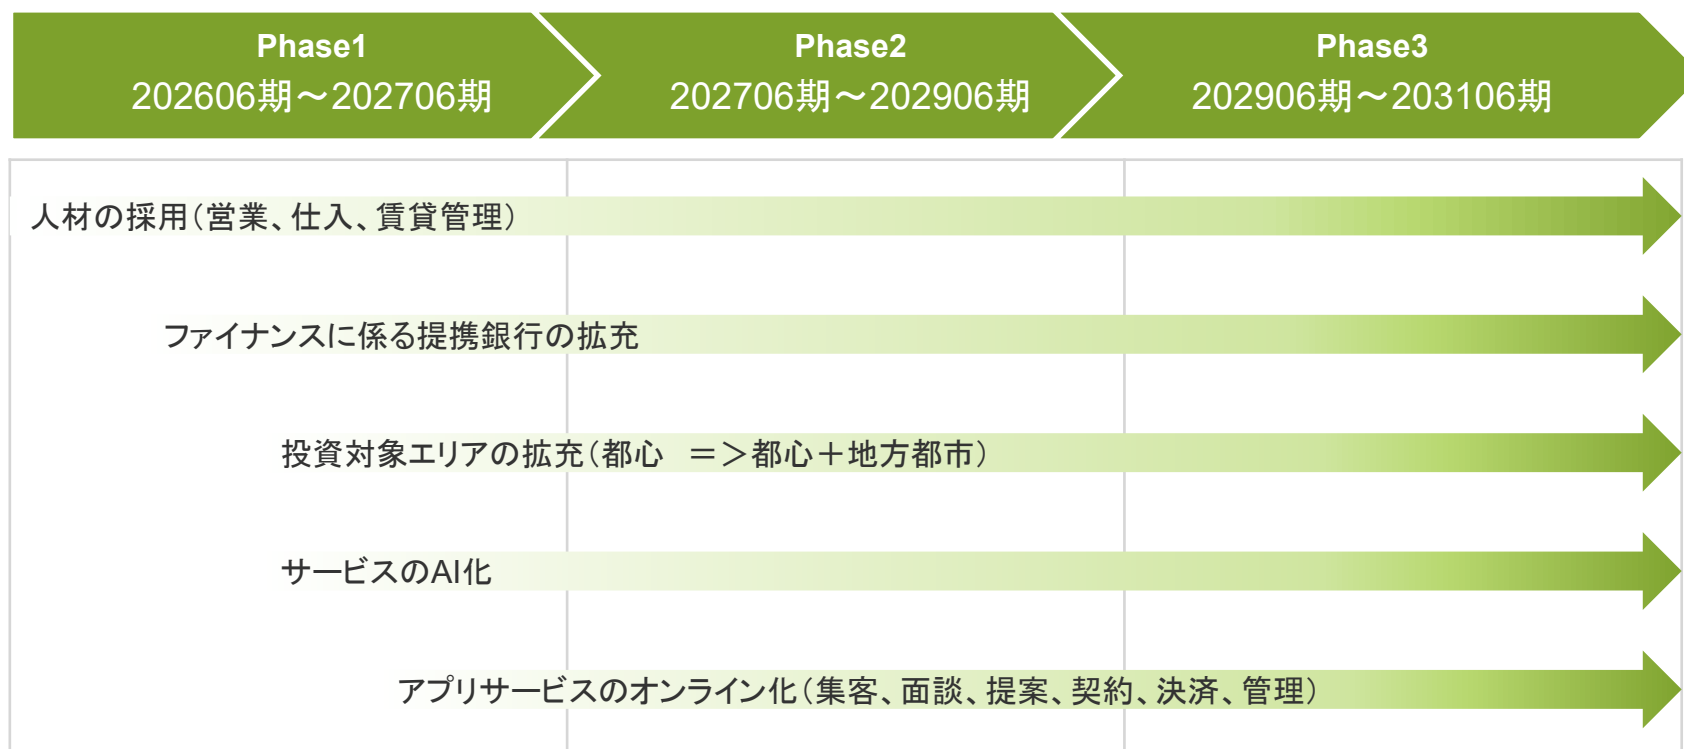 Phase1
202606期～202706期
Phase2
202706期～202906期
Phase3
202906期～203106期
人材の採用（営業、仕入、賃貸管理）
ファイナンスに係る提携銀行の拡充
投資対象エリアの拡充（都心　＝＞都心＋地方都市）
サービスのAI化
アプリサービスのオンライン化（集客、面談、提案、契約、決済、管理）